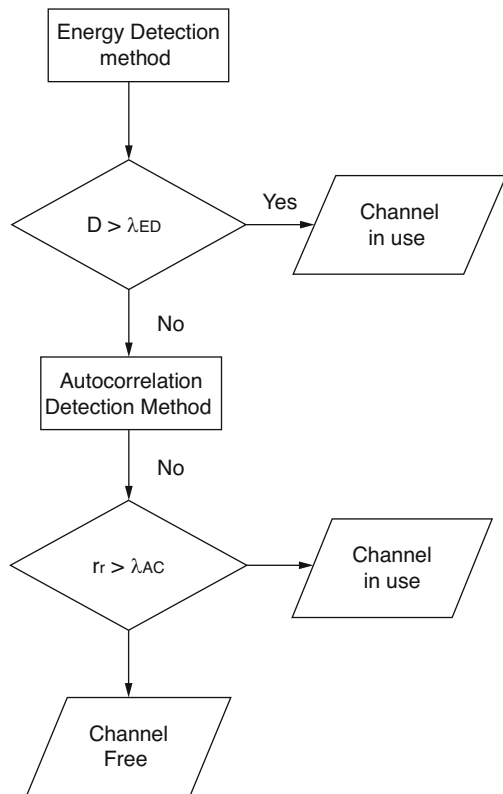 Energy Detection
method
D > λED
Yes
Channel
in use
No
Autocorrelation
Detection Method
No
rr > λAC
Channel
in use
Channel
Free